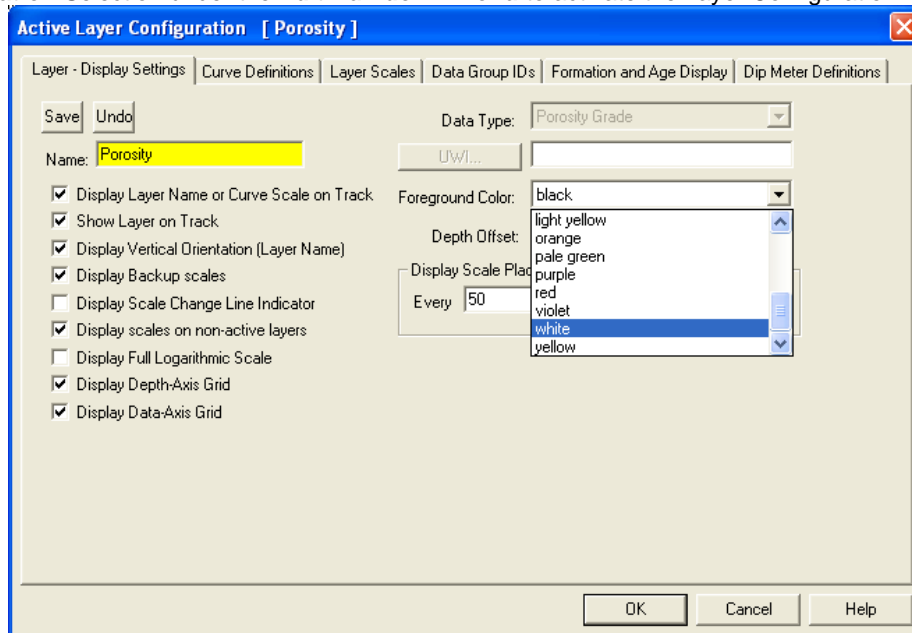 Active Layer Configuration [ Porosity ]
Layer - Display Settings Curve Definitions Layer Scales Data Group IDs Formation and Age Display Dip Meter Definitions
Save Undo
Name: Porosity
Display Layer Name or Curve Scale on Track
Show Layer on Track
Display Vertical Orientation (Layer Name)
Display Backup scales
Display Scale Change Line Indicator
Display scales on non-active layers
Display Full Logarithmic Scale
Display Depth-Axis Grid
Display Data-Axis Grid
Data Type: Porosity Grade
UWI...
Foreground Color: black
light yellow
orange
pale green
purple
red
violet
white
yellow
Depth Offset:
Display Scale Plac
Every 50
OK Cancel Help